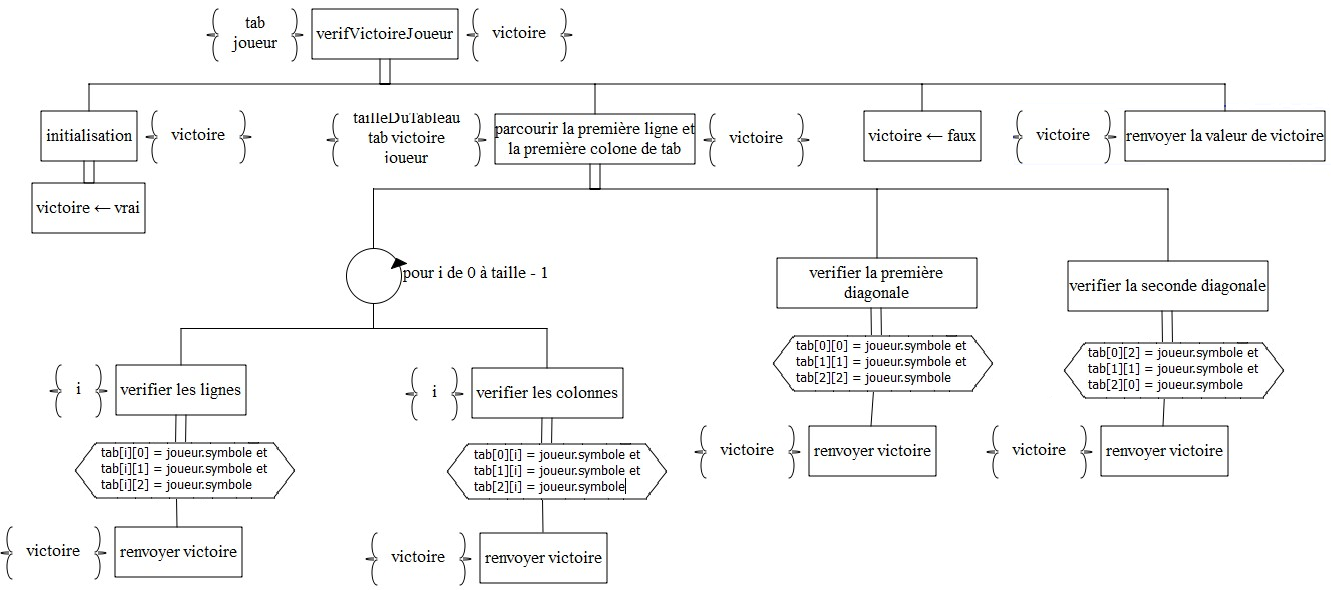 tab
joueur
verifVictoireJoueur
victoire
initialisation
victoire
tailleDuTableau
tab victoire
joueur
parcourir la première ligne et
la première colone de tab
victoire
victoire ← faux
victoire
renvoyer la valeur de victoire
victoire ← vrai
pour i de 0 à taille - 1
verifier la première
diagonale
verifier la seconde diagonale
tab[0][0] = joueur.symbole et
tab[1][1] = joueur.symbole et
tab[2][2] = joueur.symbole
tab[0][2] = joueur.symbole et
tab[1][1] = joueur.symbole et
tab[2][0] = joueur.symbole
i
verifier les lignes
i
verifier les colonnes
victoire
renvoyer victoire
victoire
renvoyer victoire
tab[i][0] = joueur.symbole et
tab[i][1] = joueur.symbole et
tab[i][2] = joueur.symbole
tab[0][i] = joueur.symbole et
tab[1][i] = joueur.symbole et
tab[2][i] = joueur.symbole
victoire
renvoyer victoire
victoire
renvoyer victoire